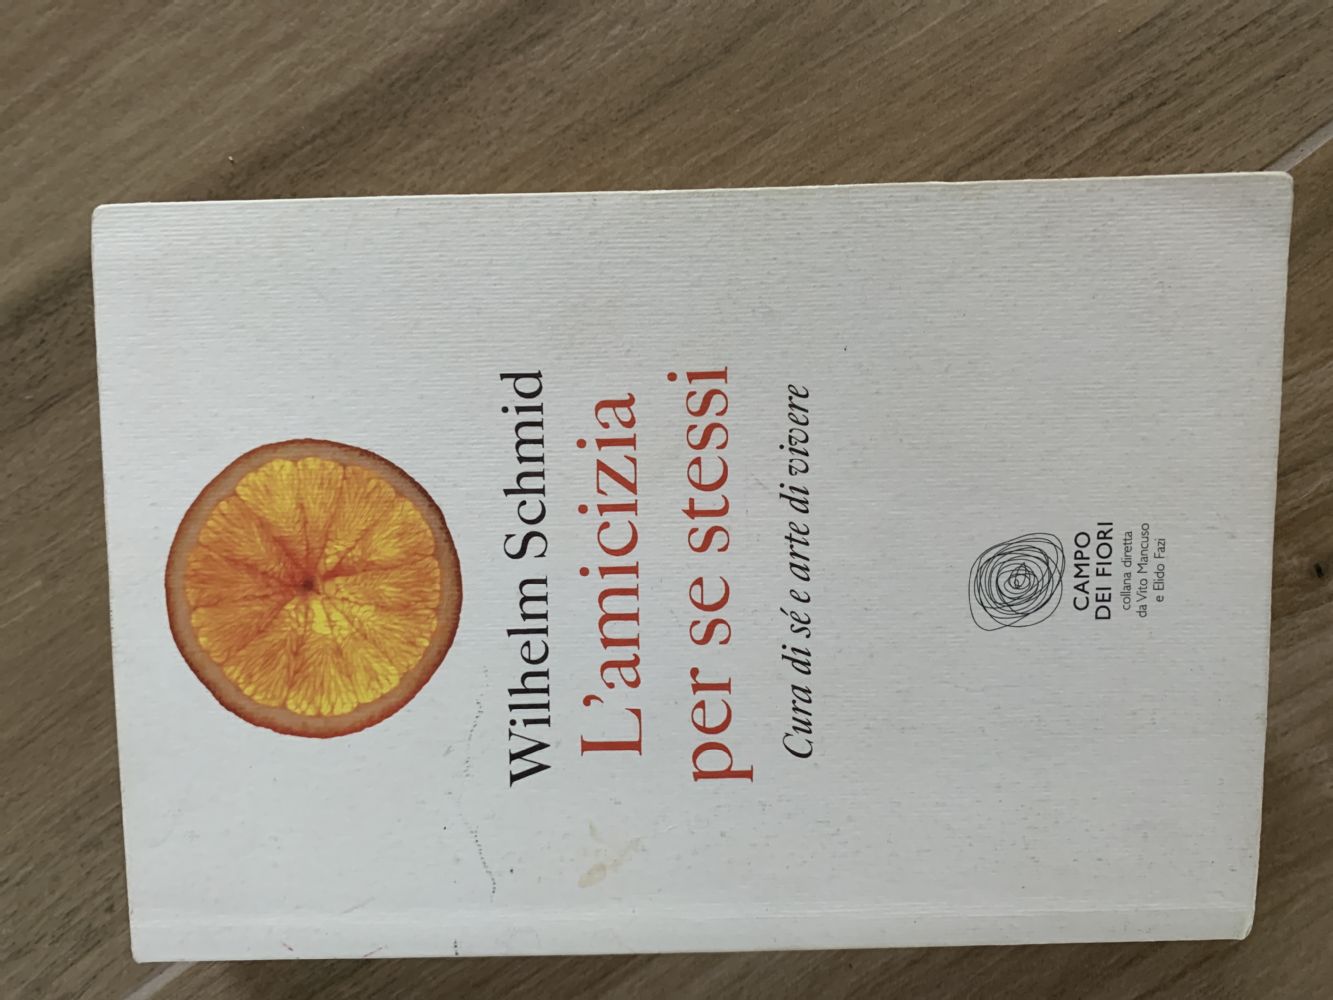 Wilhelm Schmid
L'amicizia
per se stessi
Cura di sé e arte di vivere
CAMPO
DEI FIORI
collana diretta
da Vito Mancuso
e Elido Fazi